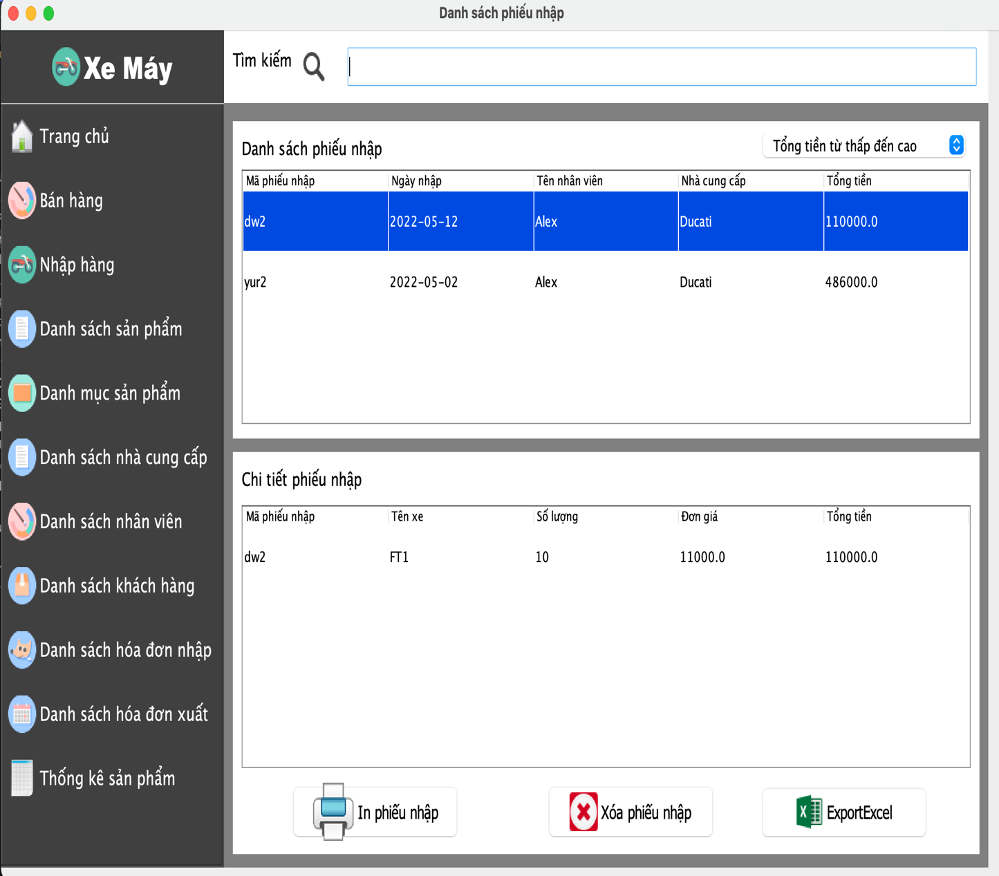 Danh sách phiếu nhập
Xe Máy
Tìm kiếm
Trang chủ
Bán hàng
Nhập hàng
Danh sách sản phẩm
Danh mục sản phẩm
Danh sách nhà cung cấp
Danh sách nhân viên
Danh sách khách hàng
Danh sách hóa đơn nhập
Danh sách hóa đơn xuất
Thống kê sản phẩm
Danh sách phiếu nhập
Tổng tiền từ thấp đến cao
Mã phiếu nhập Ngày nhập Tên nhân viên Nhà cung cấp Tổng tiền
dw2 2022-05-12 Alex Ducati 110000.0
yur2 2022-05-02 Alex Ducati 486000.0
Chi tiết phiếu nhập
Mã phiếu nhập Tên xe Số lượng Đơn giá Tổng tiền
dw2 FT1 10 11000.0 110000.0
In phiếu nhập
Xóa phiếu nhập
X
ExportExcel